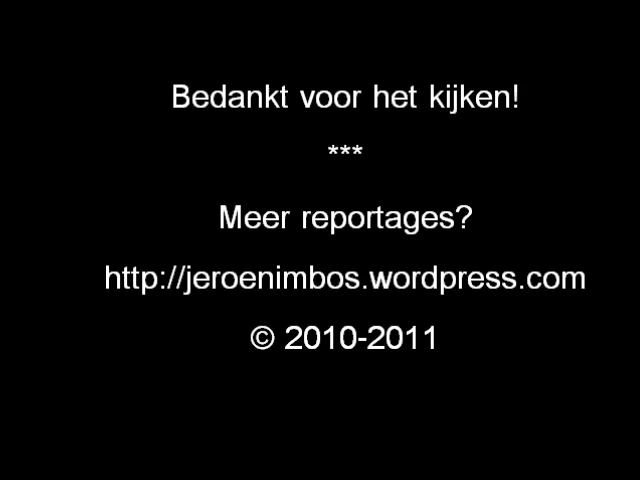 Bedankt voor het kijken!
***
Meer reportages?
http://jeroenimbos.wordpress.com
© 2010-2011